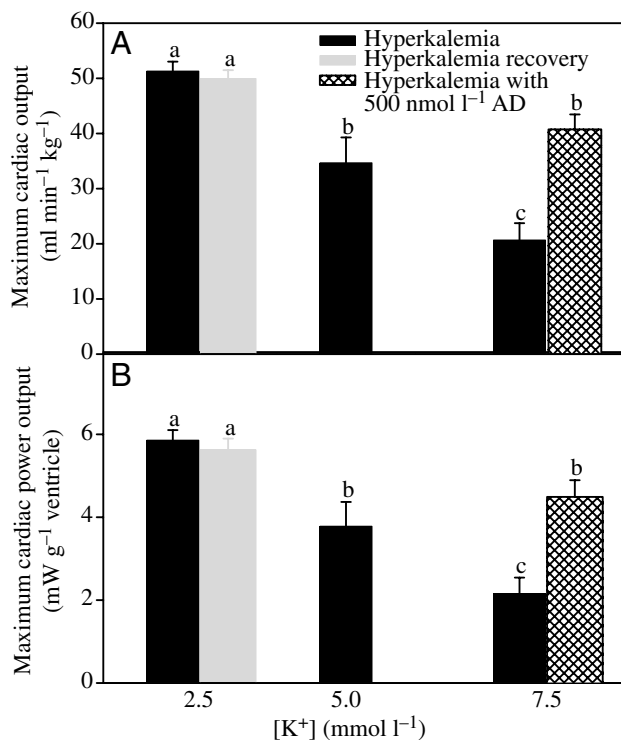 A
60
50
40
30
20
10
0
Maximum cardiac output
(ml min⁻¹ kg⁻¹)
Hyperkalemia
Hyperkalemia recovery
Hyperkalemia with
500 nmol l⁻¹ AD
a
a
b
c
b
B
6
4
2
0
Maximum cardiac power output
(mW g⁻¹ ventricle)
a
a
b
c
b
2.5 5.0 7.5
[K⁺] (mmol l⁻¹)